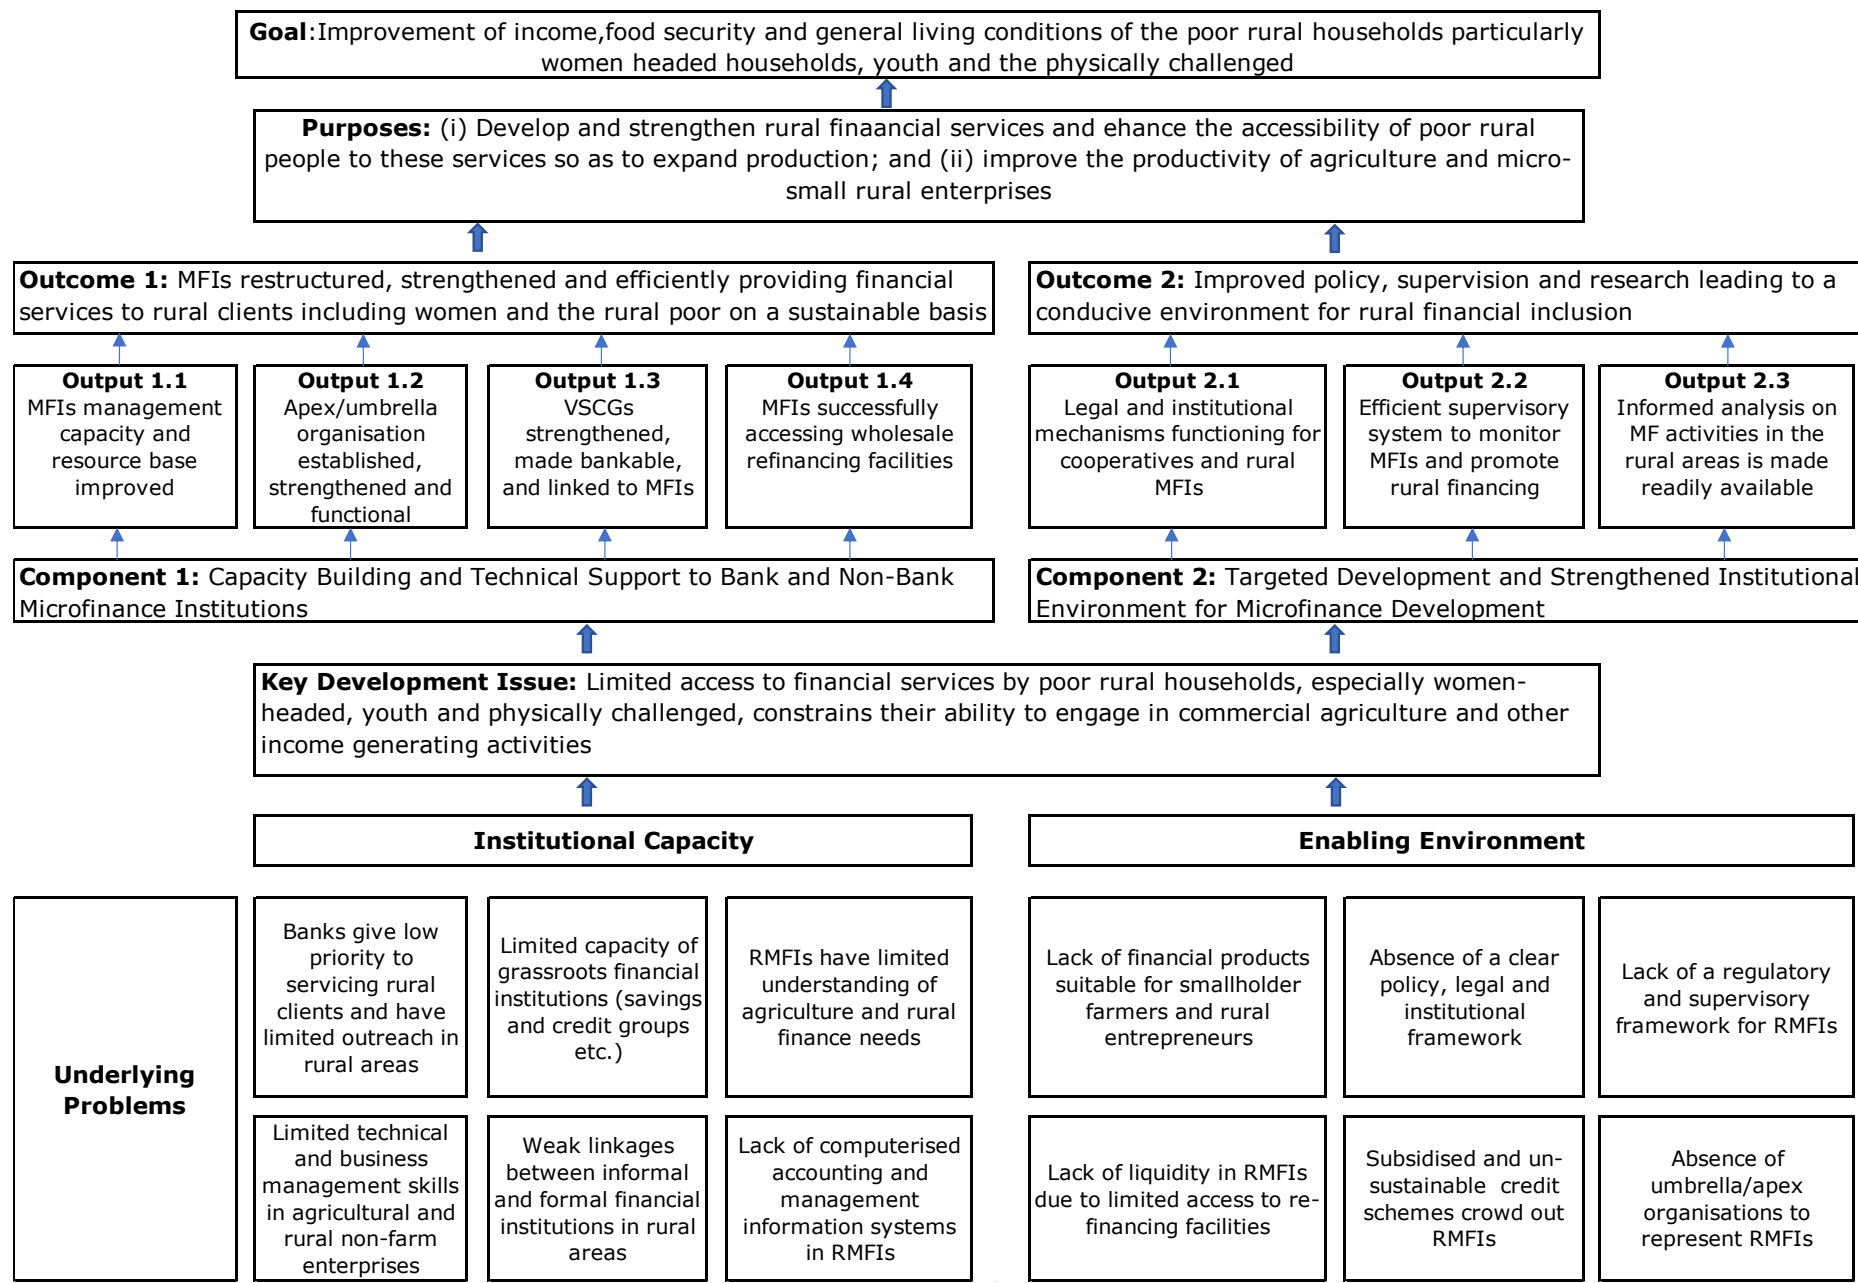 Goal:Improvement of income,food security and general living conditions of the poor rural households particularly
women headed households, youth and the physically challenged
Purposes: (i) Develop and strengthen rural finaancial services and ehance the accessibility of poor rural
people to these services so as to expand production; and (ii) improve the productivity of agriculture and micro-
small rural enterprises
Outcome 1: MFIs restructured, strengthened and efficiently providing financial
services to rural clients including women and the rural poor on a sustainable basis
Outcome 2: Improved policy, supervision and research leading to a
conducive environment for rural financial inclusion
Output 1.1
MFIs management
capacity and
resource base
improved
Output 1.2
Apex/umbrella
organisation
established,
strengthened and
functional
Output 1.3
VSCGs
strengthened,
made bankable,
and linked to MFIs
Output 1.4
MFIs successfully
accessing wholesale
refinancing facilities
Output 2.1
Legal and institutional
mechanisms functioning for
cooperatives and rural
MFIs
Output 2.2
Efficient supervisory
system to monitor
MFIs and promote
rural financing
Output 2.3
Informed analysis on
MF activities in the
rural areas is made
readily available
Component 1: Capacity Building and Technical Support to Bank and Non-Bank
Microfinance Institutions
Component 2: Targeted Development and Strengthened Institutional
Environment for Microfinance Development
Key Development Issue: Limited access to financial services by poor rural households, especially women-
headed, youth and physically challenged, constrains their ability to engage in commercial agriculture and other
income generating activities
Institutional Capacity
Enabling Environment
Underlying
Problems
Banks give low
priority to
servicing rural
clients and have
limited outreach in
rural areas
Limited capacity of
grassroots financial
institutions (savings
and credit groups
etc.)
RMFIs have limited
understanding of
agriculture and rural
finance needs
Lack of financial products
suitable for smallholder
farmers and rural
entrepreneurs
Absence of a clear
policy, legal and
institutional
framework
Lack of a regulatory
and supervisory
framework for RMFIs
Limited technical
and business
management skills
in agricultural and
rural non-farm
enterprises
Weak linkages
between informal
and formal financial
institutions in rural
areas
Lack of computerised
accounting and
management
information systems
in RMFIs
Lack of liquidity in RMFIs
due to limited access to re-
financing facilities
Subsidised and un-
sustainable credit
schemes crowd out
RMFIs
Absence of
umbrella/apex
organisations to
represent RMFIs